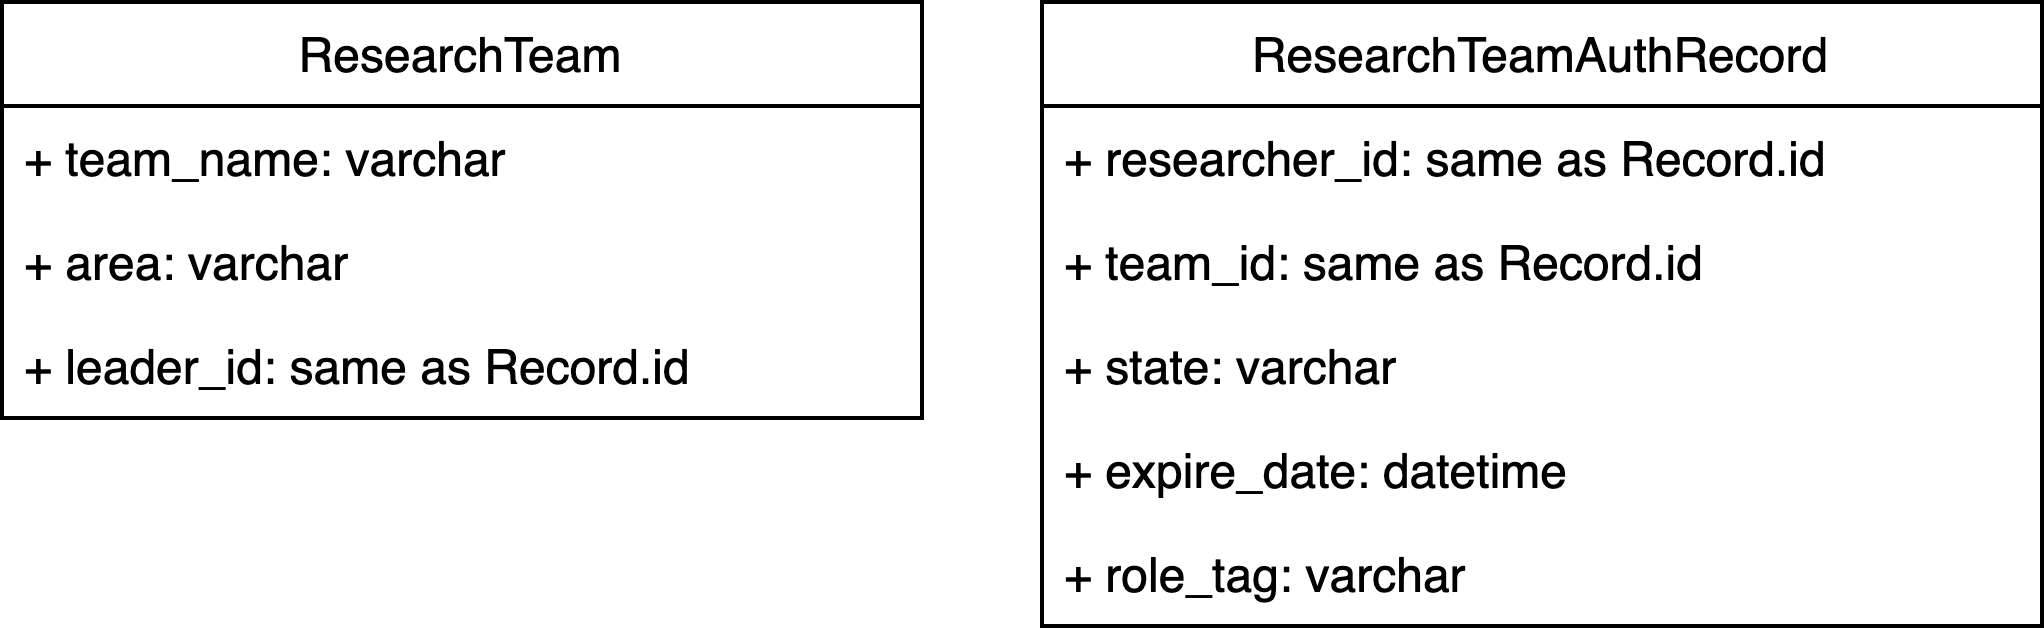 ResearchTeam
+ team_name: varchar
+ area: varchar
+ leader_id: same as Record.id
ResearchTeamAuthRecord
+ researcher_id: same as Record.id
+ team_id: same as Record.id
+ state: varchar
+ expire_date: datetime
+ role_tag: varchar